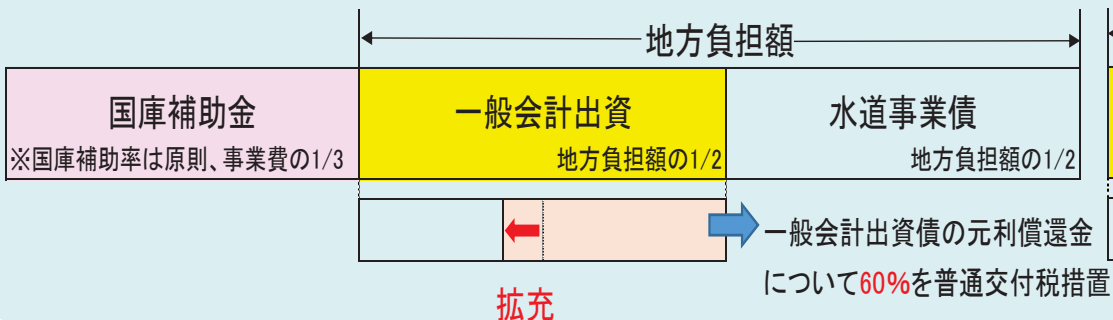 地方負担額
国庫補助金
※国庫補助率は原則、事業費の1/3
一般会計出資
地方負担額の1/2
水道事業債
地方負担額の1/2
一般会計出資債の元利償還金
について60%を普通交付税措置
拡充